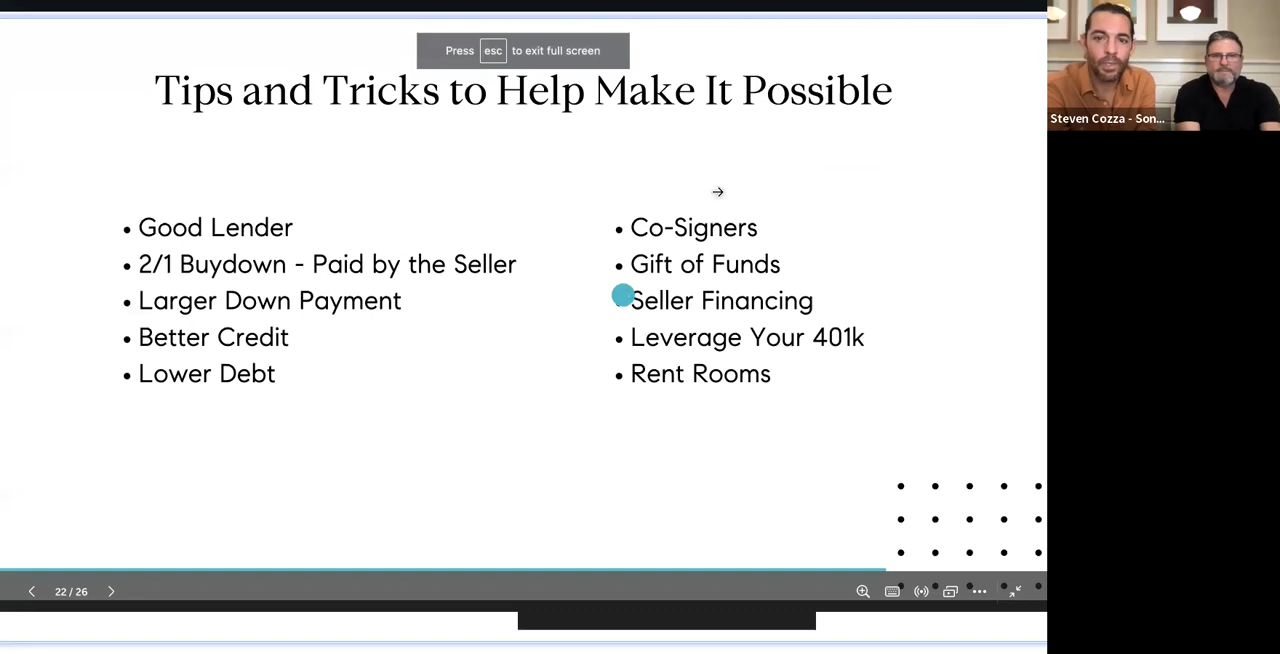 Press esc to exit full screen
Tips and Tricks to Help Make It Possible
• Good Lender
• 2/1 Buydown - Paid by the Seller
• Larger Down Payment
• Better Credit
• Lower Debt
• Co-Signers
• Gift of Funds
• Seller Financing
• Leverage Your 401k
• Rent Rooms
22 / 26
Steven Cozza - Son...